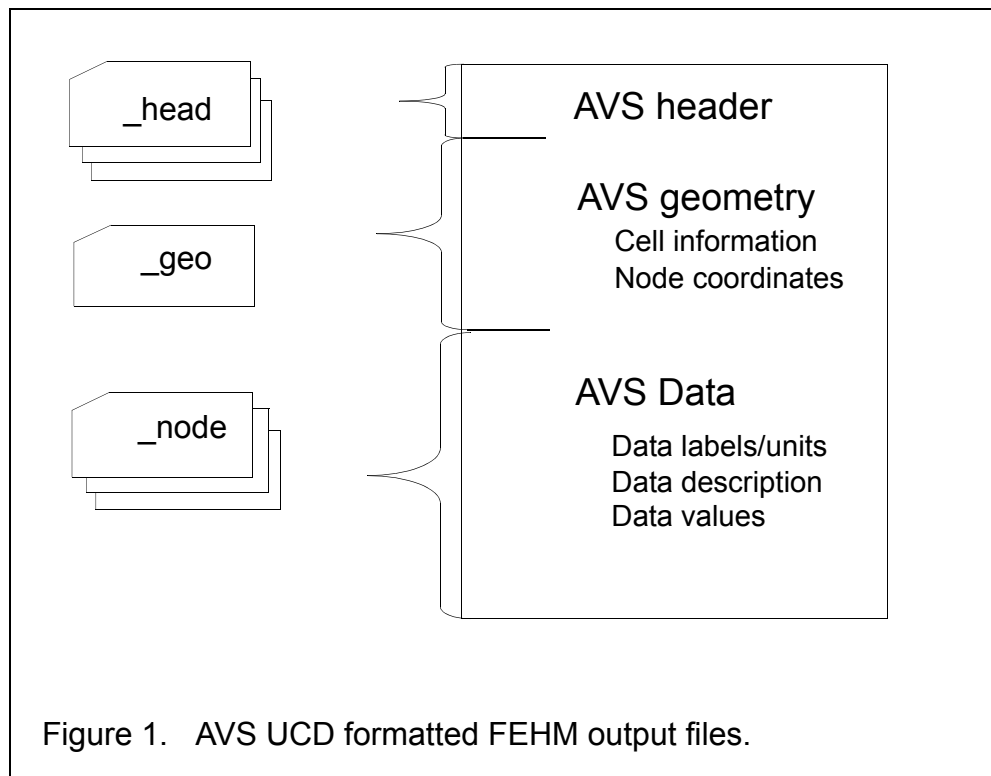 _head
AVS header
AVS geometry
Cell information
Node coordinates
_geo
AVS Data
_node
Data labels/units
Data description
Data values
Figure 1. AVS UCD formatted FEHM output files.